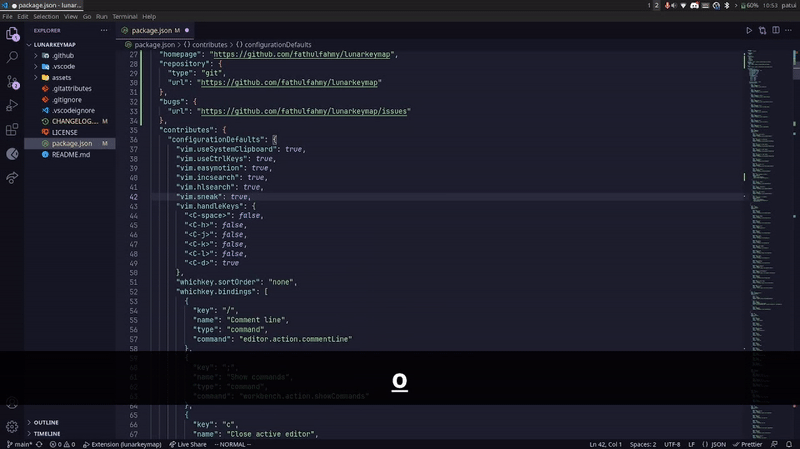 package.json - lunar...
1
2
60%
10:53
patui
File Edit Selection View Go Run Terminal Help
EXPLORER
LUNARKEYMAP
.github
.vscode
assets
.gitattributes
.gitignore
.vscodeignore
CHANGELOG.... M
LICENSE
package.json M
README.md
OUTLINE
TIMELINE
package.json M
package.json > {} contributes > {} configurationDefaults
27 "homepage": "https://github.com/fathulfahmy/lunarkeymap",
28 "repository": {
29 "type": "git",
30 "url": "https://github.com/fathulfahmy/lunarkeymap"
31 },
32 "bugs": {
33 "url": "https://github.com/fathulfahmy/lunarkeymap/issues"
34 },
35 "contributes": {
36 "configurationDefaults": {
37 "vim.useSystemClipboard": true,
38 "vim.useCtrlKeys": true,
39 "vim.easymotion": true,
40 "vim.incsearch": true,
41 "vim.hlsearch": true,
42 "vim.sneak": true,
43 "vim.handleKeys": {
44 "<C-space>": false,
45 "<C-h>": false,
46 "<C-j>": false,
47 "<C-k>": false,
48 "<C-l>": false,
49 "<C-d>": true
50 },
51 "whichkey.sortOrder": "none",
52 "whichkey.bindings": [
53 {
54 "key": "/",
55 "name": "Comment line",
56 "type": "command",
57 "command": "editor.action.commentLine"
58 },
59 {
60 "key": ";",
61 "name": "Show commands",
62 "type": "command",
63 "command": "workbench.action.showCommands"
64 },
65 {
66 "key": "c",
67 "name": "Close active editor",
o
main* 0 0 Extension (lunarkeymap) Live Share -- NORMAL -- Ln 42, Col 1 Spaces: 2 UTF-8 LF {} JSON Prettier